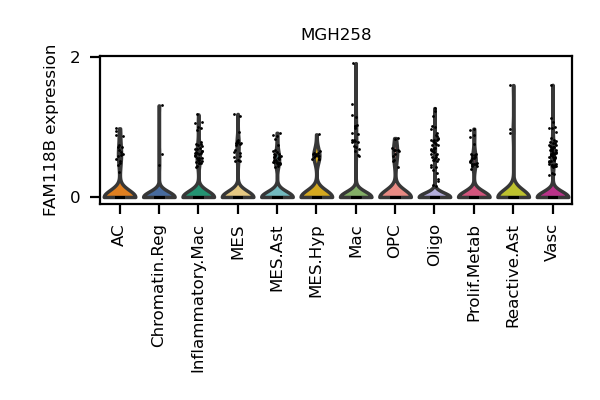 MGH258
FAM118B expression
2
0
AC
Chromatin.Reg
Inflammatory.Mac
MES
MES.Ast
MES.Hyp
Mac
OPC
Oligo
Prolif.Metab
Reactive.Ast
Vasc